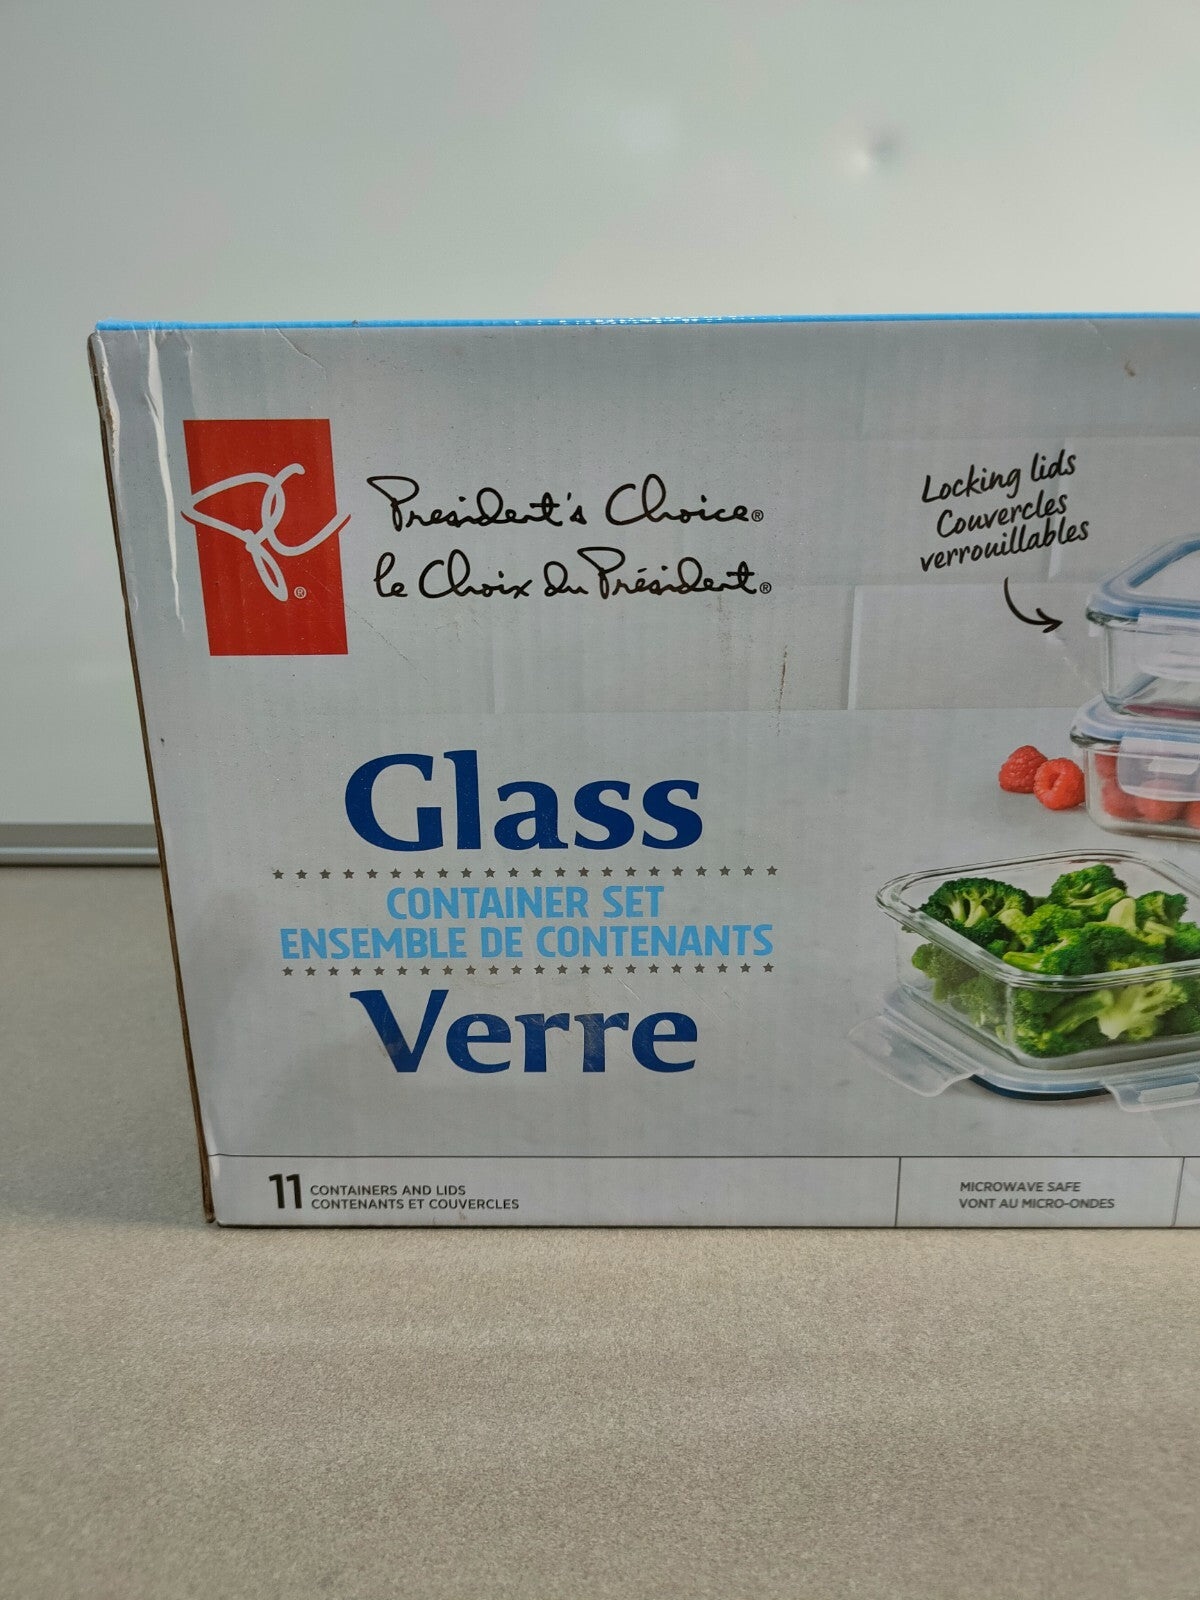 President's Choice®
le Choix du Président®
Locking lids
Couvercles
verrouillables
Glass
CONTAINER SET
ENSEMBLE DE CONTENANTS
Verre
11 CONTAINERS AND LIDS
CONTENANTS ET COUVERCLES
MICROWAVE SAFE
VONT AU MICRO-ONDES